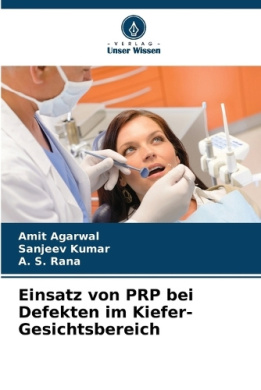 - VERLAG -
Unser Wissen
Amit Agarwal
Sanjeev Kumar
A. S. Rana
Einsatz von PRP bei
Defekten im Kiefer-
Gesichtsbereich